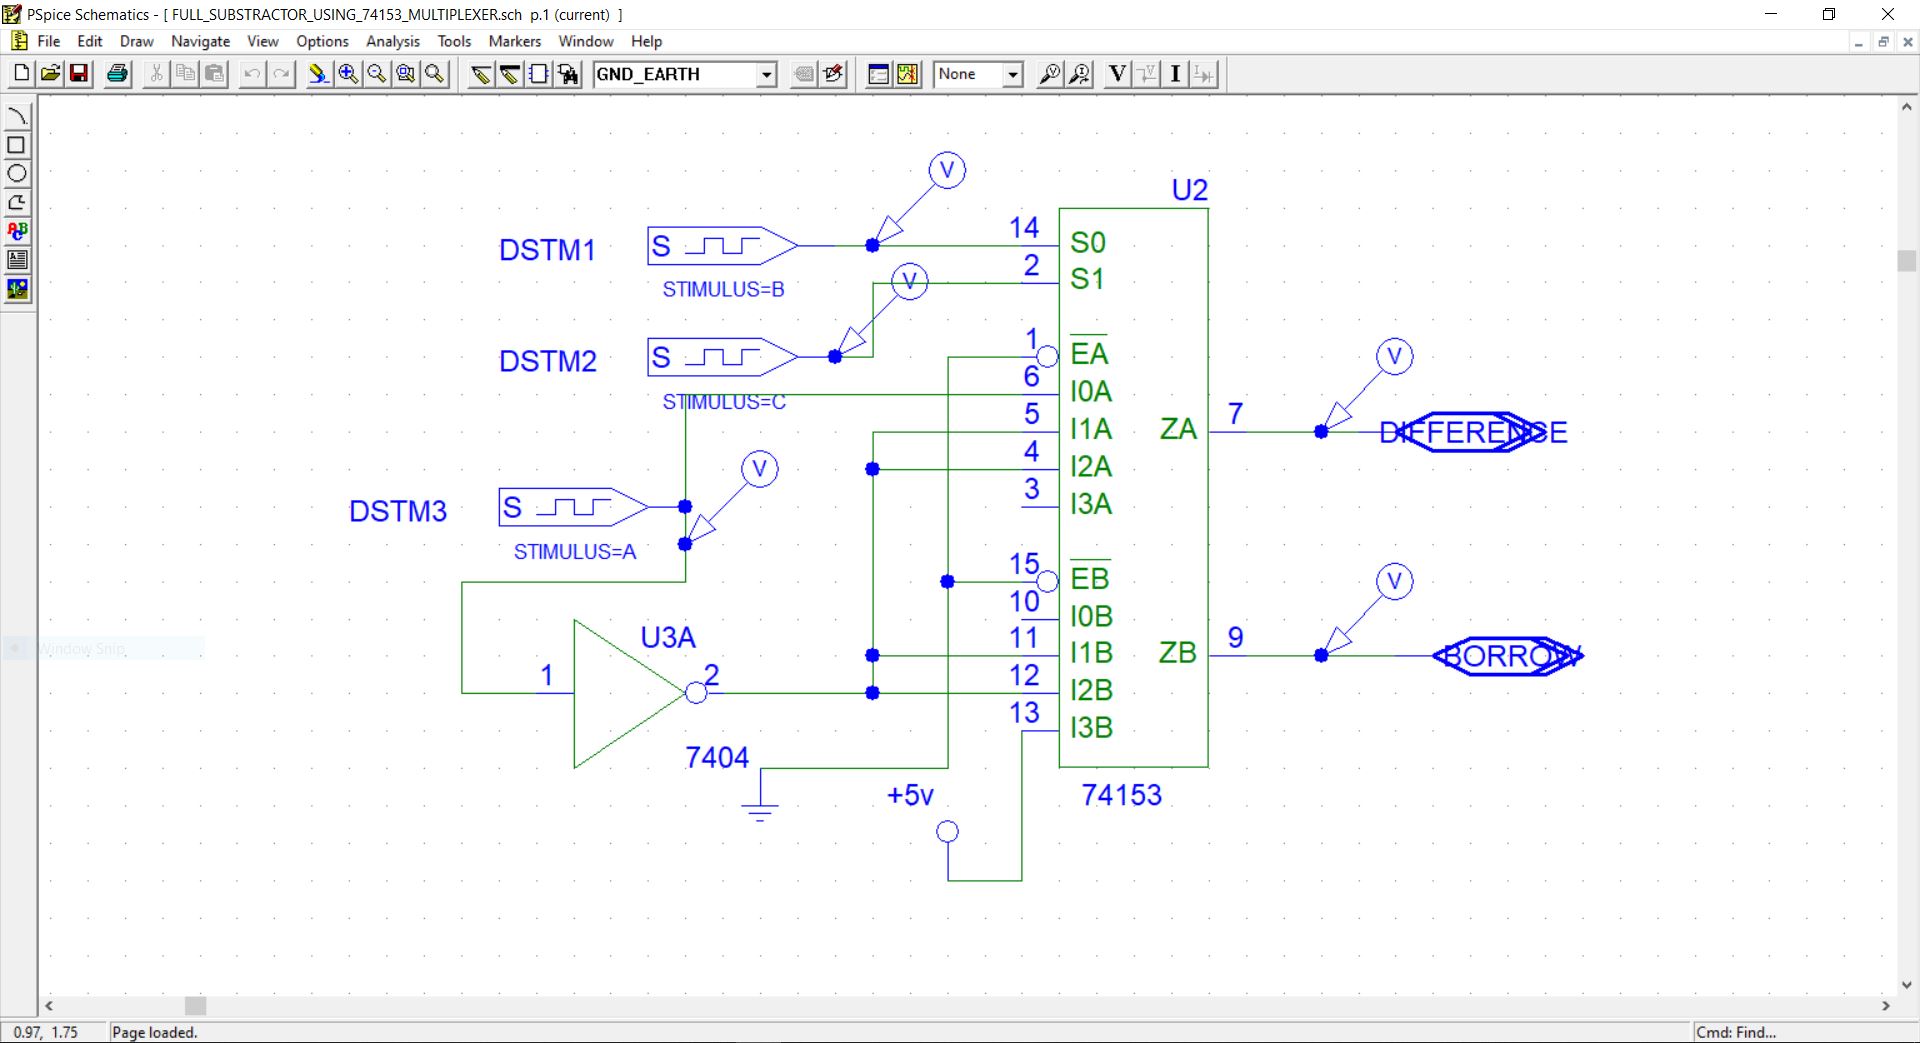 PSpice Schematics - [ FULL_SUBSTRACTOR_USING_74153_MULTIPLEXER.sch p.1 (current) ]
File Edit Draw Navigate View Options Analysis Tools Markers Window Help
GND_EARTH None V V I
ABC
V
U2
DSTM1 S 14 S0
STIMULUS=B 2 S1
V
DSTM2 S 1 EA
STIMULUS=C 6 I0A
V
5 I1A ZA 7 DIFFERENCE
4 I2A
V
3 I3A
DSTM3 S
STIMULUS=A
15 EB
V
10 I0B
U3A 11 I1B ZB 9 BORROW
1 2 12 I2B
13 I3B
7404
+5v 74153
Window Snip
0.97, 1.75 Page loaded. Cmd: Find...